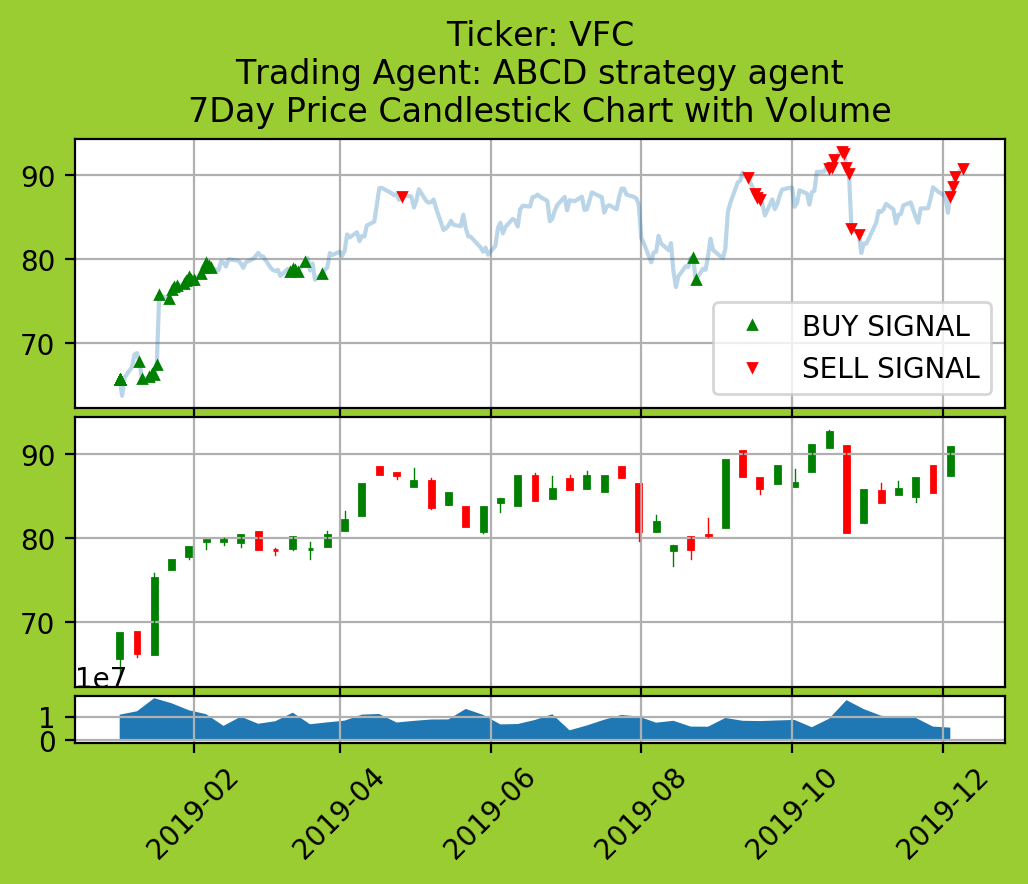 Ticker: VFC
Trading Agent: ABCD strategy agent
7Day Price Candlestick Chart with Volume
90
80
70
BUY SIGNAL
SELL SIGNAL
90
80
70
1e7
1
0
2019-02
2019-04
2019-06
2019-08
2019-10
2019-12